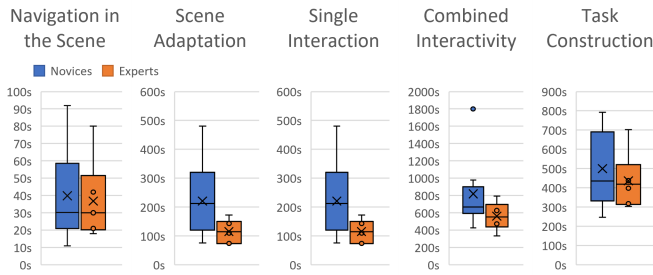 Navigation in
the Scene
Scene
Adaptation
Single
Interaction
Combined
Interactivity
Task
Construction
Novices
Experts
100s
90s
80s
70s
60s
50s
40s
30s
20s
10s
0s
600s
500s
400s
300s
200s
100s
0s
600s
500s
400s
300s
200s
100s
0s
2000s
1800s
1600s
1400s
1200s
1000s
800s
600s
400s
200s
0s
900s
800s
700s
600s
500s
400s
300s
200s
100s
0s